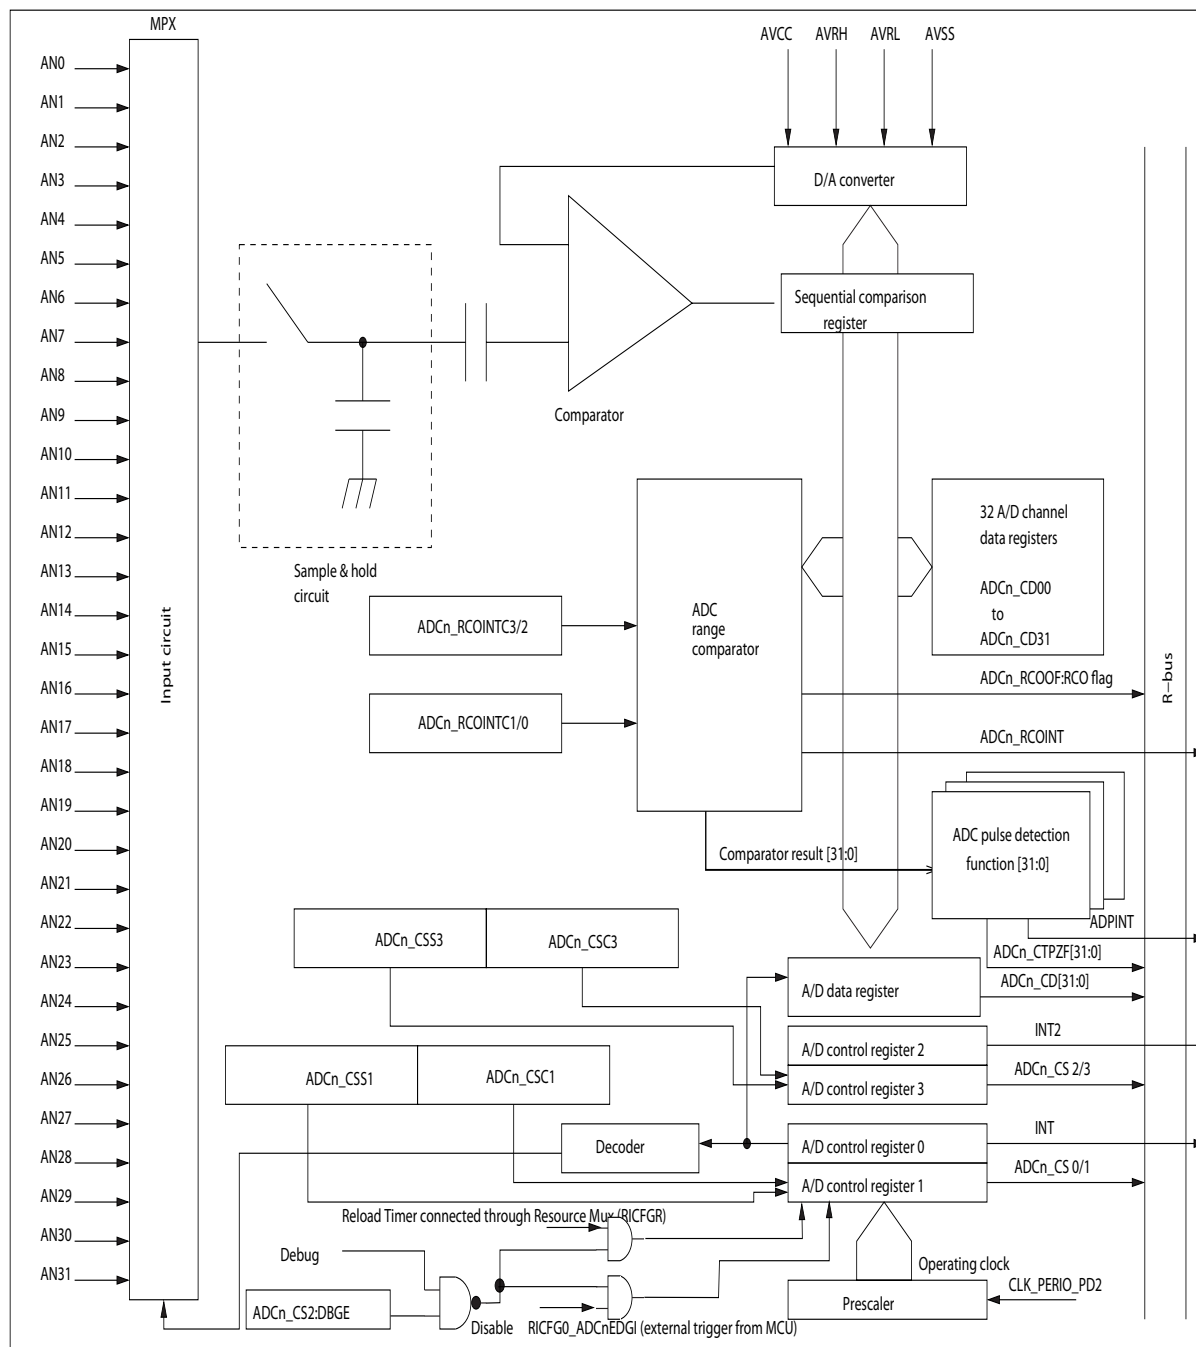 MPX
AVCC
AVRH
AVRL
AVSS
AN0
AN1
AN2
AN3
AN4
AN5
AN6
AN7
AN8
AN9
AN10
AN11
AN12
AN13
AN14
AN15
AN16
AN17
AN18
AN19
AN20
AN21
AN22
AN23
AN24
AN25
AN26
AN27
AN28
AN29
AN30
AN31
Input circuit
D/A converter
Sequential comparison
register
Comparator
Sample & hold
circuit
ADCn_RCOINTC3/2
ADCn_RCOINTC1/0
ADC
range
comparator
32 A/D channel
data registers
ADCn_CD00
to
ADCn_CD31
R-bus
ADCn_RCOOF:RCO flag
ADCn_RCOINT
Comparator result [31:0]
ADC pulse detection
function [31:0]
ADPINT
ADCn_CTPZF[31:0]
ADCn_CD[31:0]
ADCn_CSS3
ADCn_CSC3
A/D data register
INT2
A/D control register 2
ADCn_CS 2/3
A/D control register 3
ADCn_CSS1
ADCn_CSC1
Decoder
A/D control register 0
INT
ADCn_CS 0/1
A/D control register 1
Reload Timer connected through Resource Mux (RICFGR)
Debug
ADCn_CS2:DBGE
Disable
RICFG0_ADCnEDGI (external trigger from MCU)
Operating clock
Prescaler
CLK_PERIO_PD2